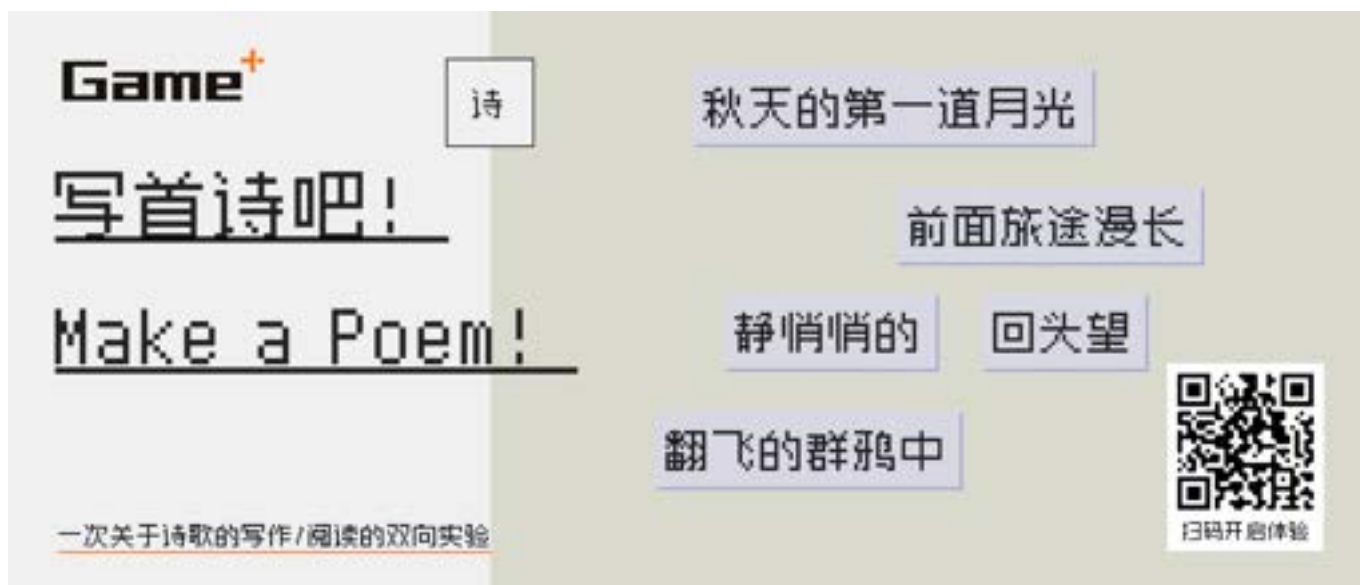 Game+
诗
写首诗吧！
Make a Poem!
一次关于诗歌的写作/阅读的双向实验
秋天的第一道月光
前面旅途漫长
静悄悄的 回头望
翻飞的群鸦中
扫码开启体验